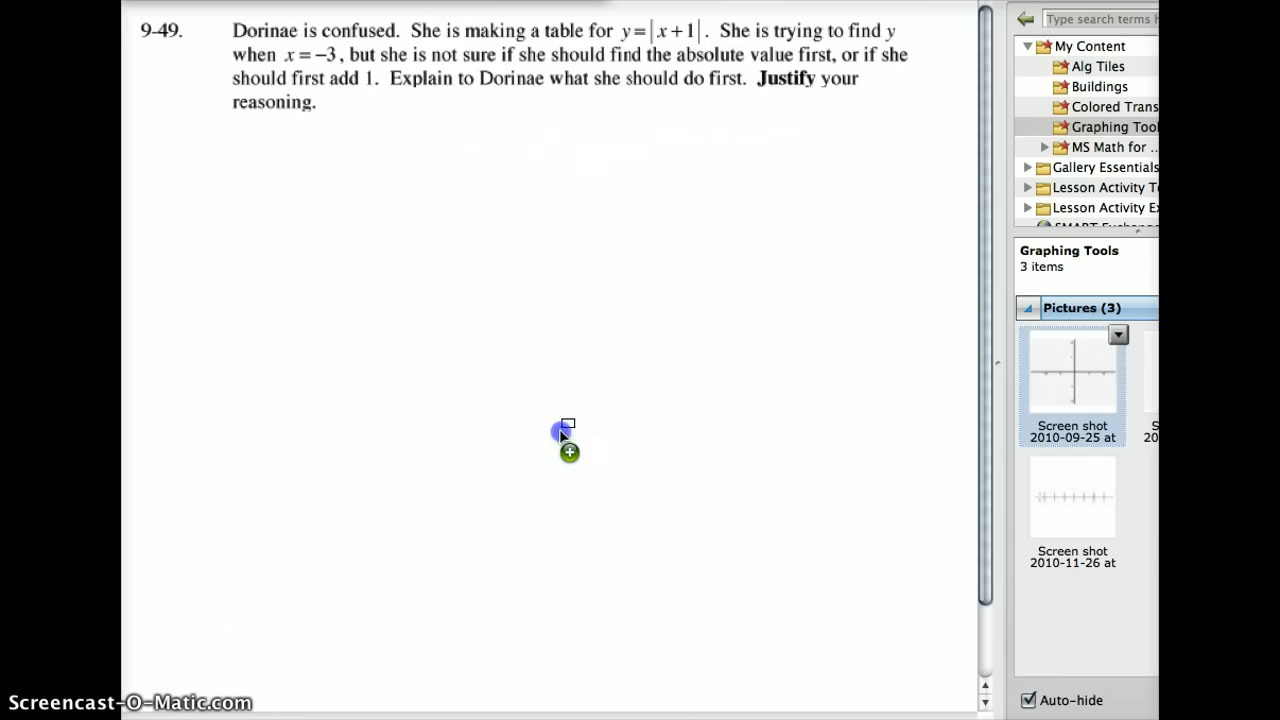 9-49. Dorinae is confused. She is making a table for y = |x + 1|. She is trying to find y
when x = −3, but she is not sure if she should find the absolute value first, or if she
should first add 1. Explain to Dorinae what she should do first. Justify your
reasoning.
Type search terms h
My Content
Alg Tiles
Buildings
Colored Trans
Graphing Tool
MS Math for ...
Gallery Essentials
Lesson Activity T
Lesson Activity Ex
Graphing Tools
3 items
Pictures (3)
Screen shot
2010-09-25 at
S
20
Screen shot
2010-11-26 at
Auto-hide
Screencast-O-Matic.com